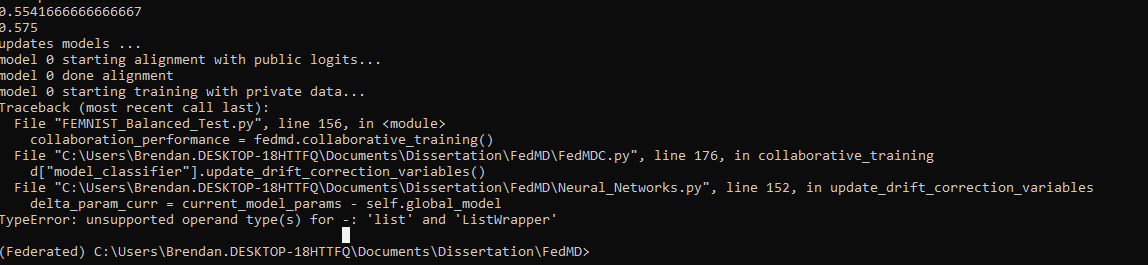 0.5541666666666667
0.575
updates models ...
model 0 starting alignment with public logits...
model 0 done alignment
model 0 starting training with private data...
Traceback (most recent call last):
  File "FEMNIST_Balanced_Test.py", line 156, in <module>
    collaboration_performance = fedmd.collaborative_training()
  File "C:\Users\Brendan.DESKTOP-18HTTFQ\Documents\Dissertation\FedMD\FedMDC.py", line 176, in collaborative_training
    d["model_classifier"].update_drift_correction_variables()
  File "C:\Users\Brendan.DESKTOP-18HTTFQ\Documents\Dissertation\FedMD\Neural_Networks.py", line 152, in update_drift_correction_variables
    delta_param_curr = current_model_params - self.global_model
TypeError: unsupported operand type(s) for -: 'list' and 'ListWrapper'
(Federated) C:\Users\Brendan.DESKTOP-18HTTFQ\Documents\Dissertation\FedMD>